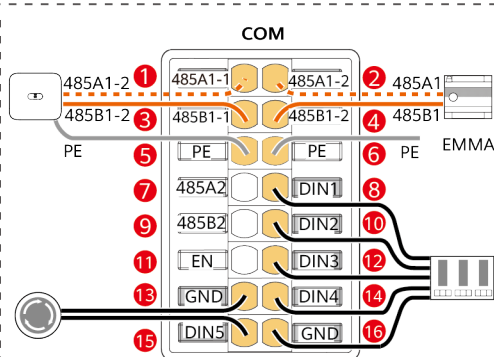 COM
485A1-2 1 485A1-1 485A1-2 2 485A1
485B1-2 3 485B1-1 485B1-2 4 485B1
PE 5 PE PE 6 PE EMMA
7 485A2 DIN1 8
9 485B2 DIN2 10
11 EN DIN3 12
13 GND DIN4 14
15 DIN5 GND 16